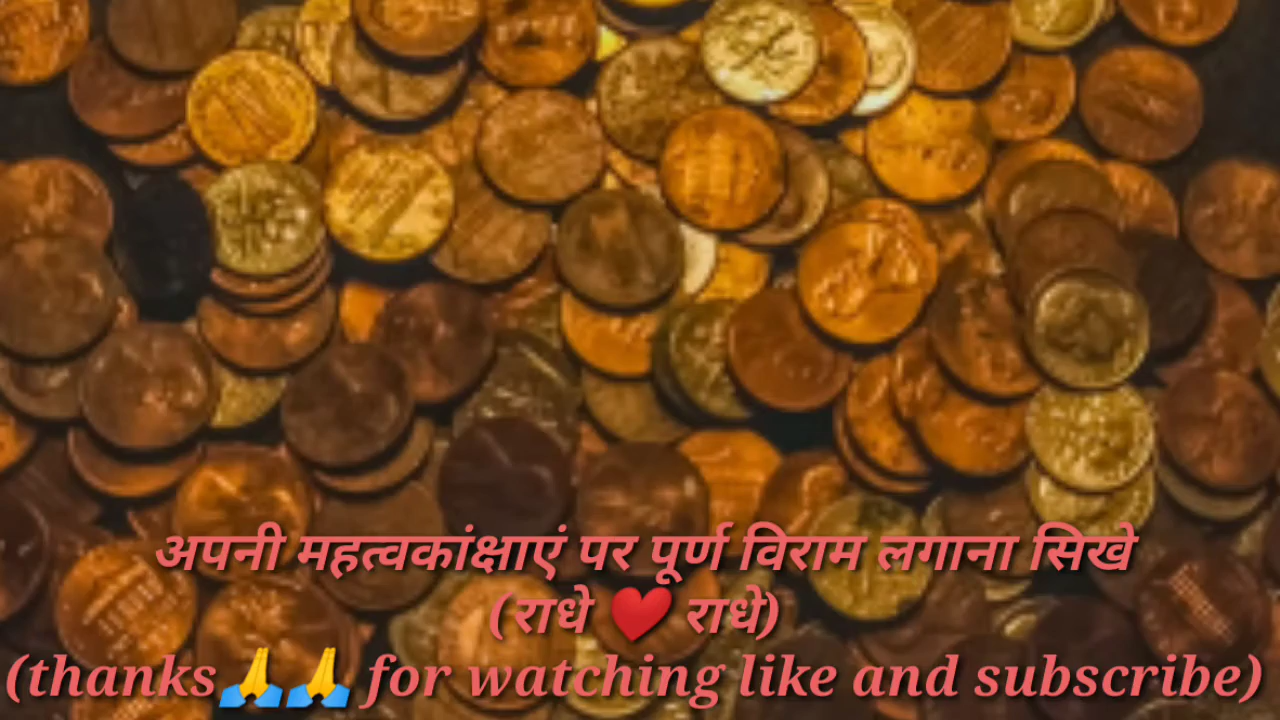 अपनी महत्वकांक्षाएं पर पूर्ण विराम लगाना सिखे
(राधे ❤️ राधे)
(thanks🙏🙏 for watching like and subscribe)